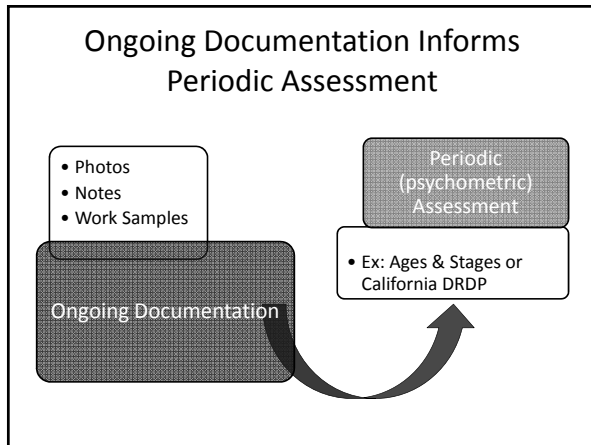 Ongoing Documentation Informs
Periodic Assessment
• Photos
• Notes
• Work Samples
Ongoing Documentation
Periodic
(psychometric)
Assessment
• Ex: Ages & Stages or
California DRDP